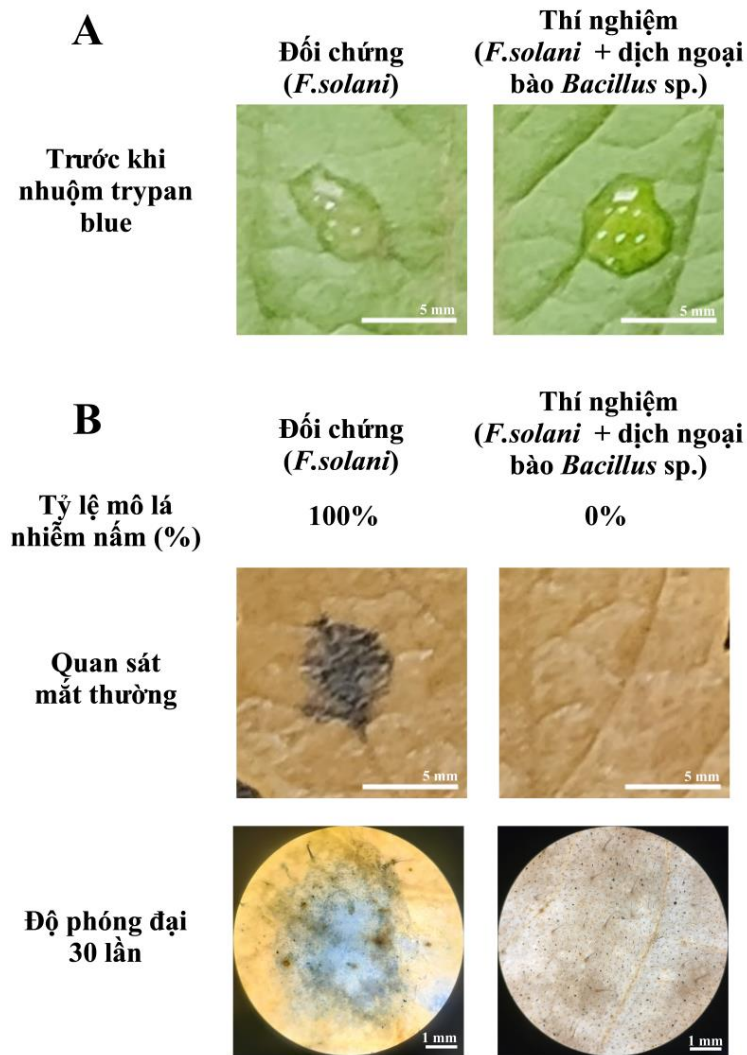 A
Đối chứng
(F.solani)
Thí nghiệm
(F.solani + dịch ngoại
bào Bacillus sp.)
Trước khi
nhuộm trypan
blue
5 mm
5 mm
B
Đối chứng
(F.solani)
Thí nghiệm
(F.solani + dịch ngoại
bào Bacillus sp.)
Tỷ lệ mô lá
nhiễm nấm (%)
100%
0%
Quan sát
mắt thường
5 mm
5 mm
Độ phóng đại
30 lần
1 mm
1 mm